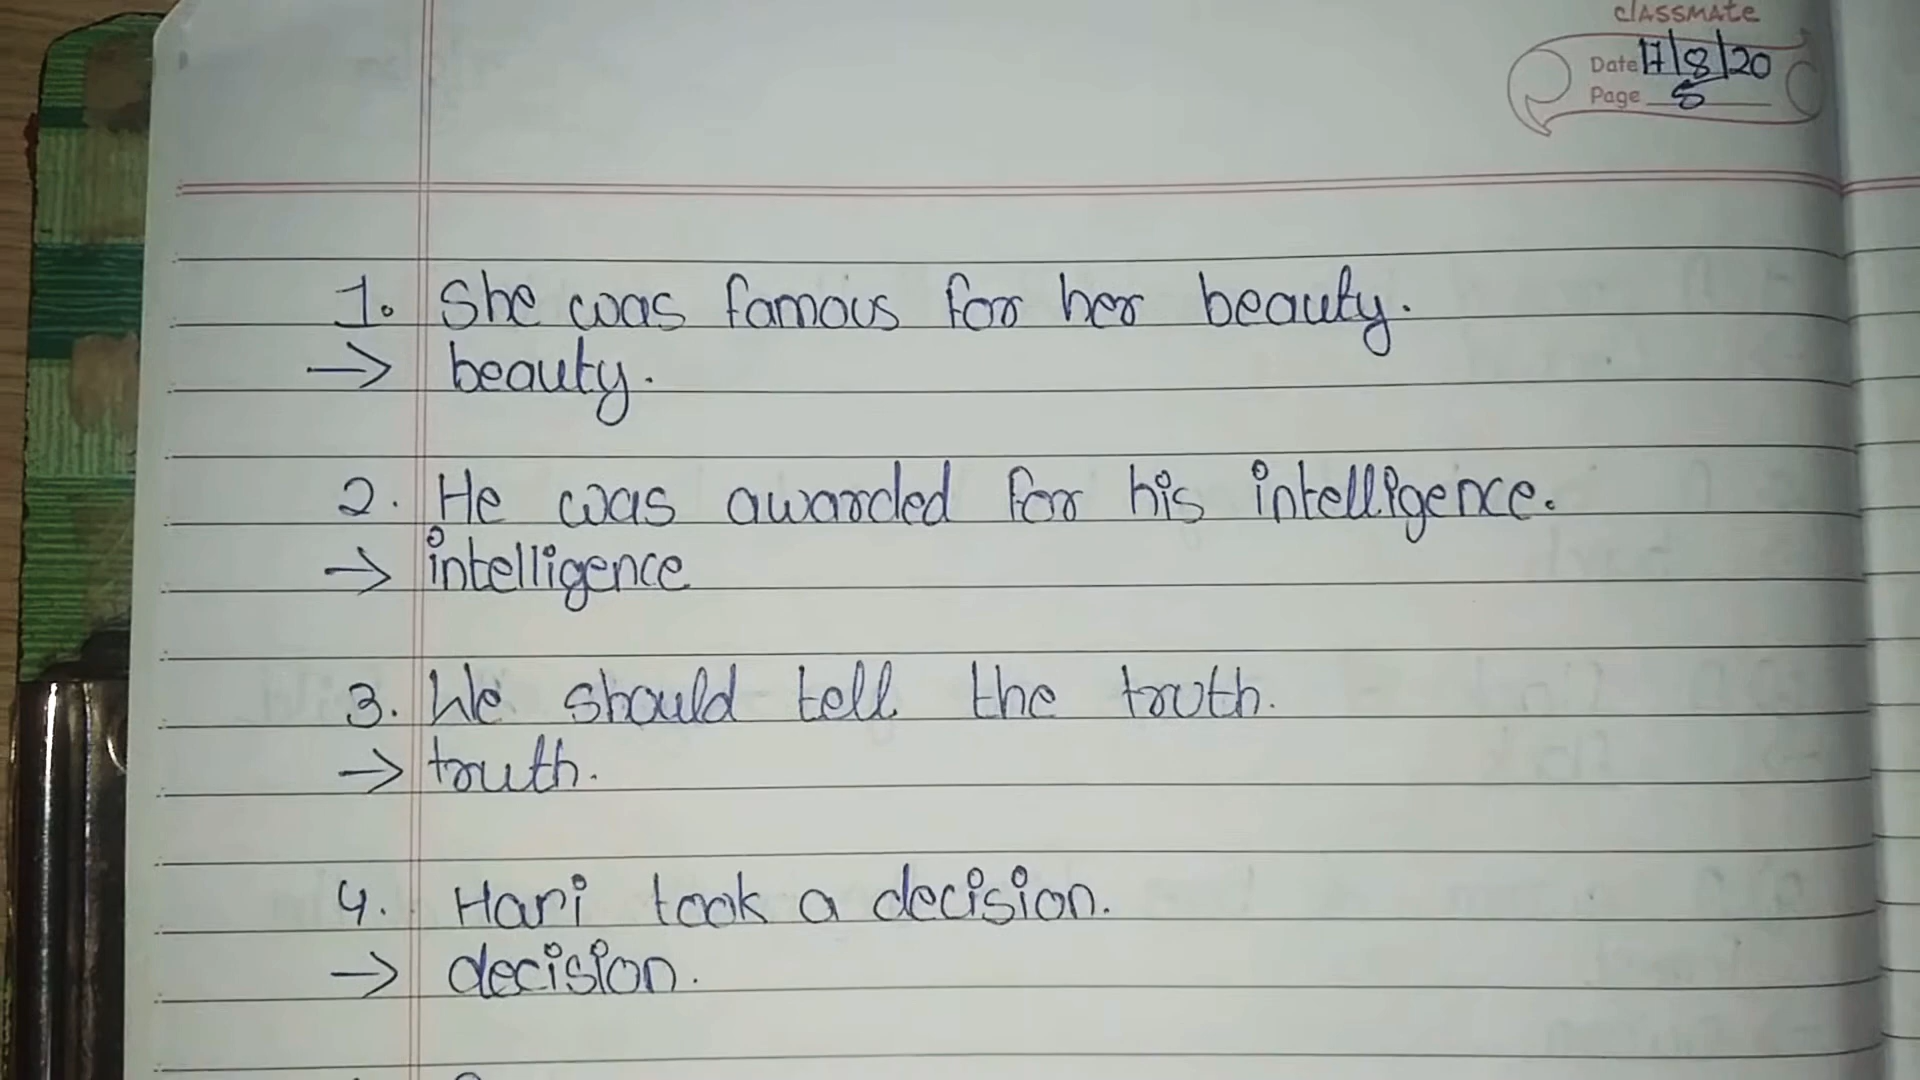 classmate
Date 17/8/20
Page 5
1. She was famous for her beauty.
→ beauty.
2. He was awarded for his intelligence.
→ intelligence
3. We should tell the truth.
→ truth.
4. Hari took a decision.
→ decision.